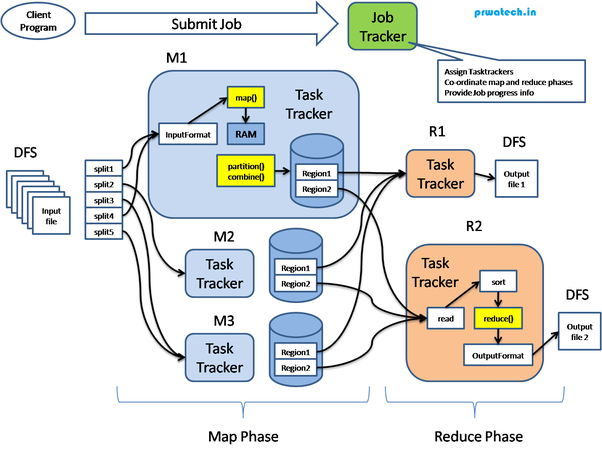 Client
Program
Submit Job
Job
Tracker
prwatech.in
Assign Tasktrackers
Co-ordinate map and reduce phases
Provide Job progress info
M1
map()
Task
Tracker
InputFormat
RAM
partition()
combine()
Region1
Region2
DFS
Input
file
split1
split2
split3
split4
split5
M2
Task
Tracker
Region1
Region2
M3
Task
Tracker
Region1
Region2
R1
Task
Tracker
DFS
Output
file 1
R2
Task
Tracker
sort
read
reduce()
OutputFormat
DFS
Output
file 2
Map Phase
Reduce Phase